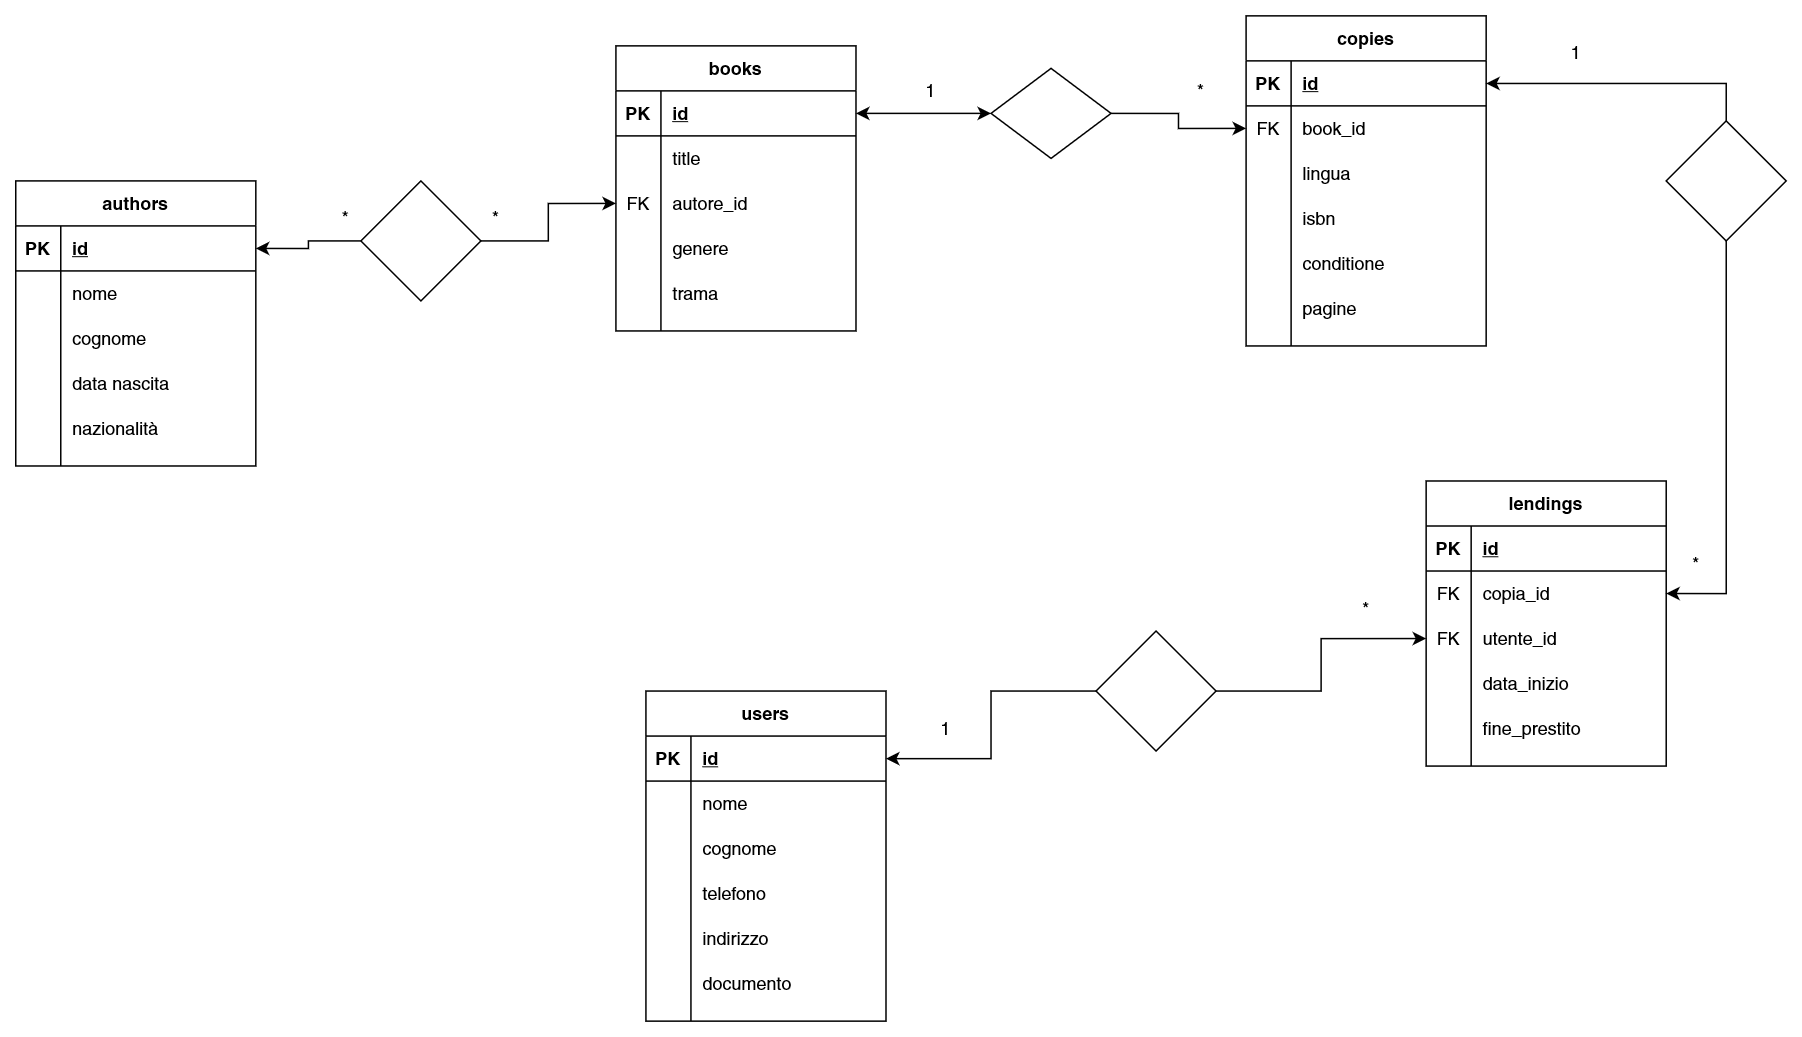 authors
PK id
nome
cognome
data nascita
nazionalità
*
*
books
PK id
title
FK autore_id
genere
trama
1
*
copies
PK id
FK book_id
lingua
isbn
conditione
pagine
1
*
lendings
PK id
FK copia_id
FK utente_id
data_inizio
fine_prestito
*
1
users
PK id
nome
cognome
telefono
indirizzo
documento